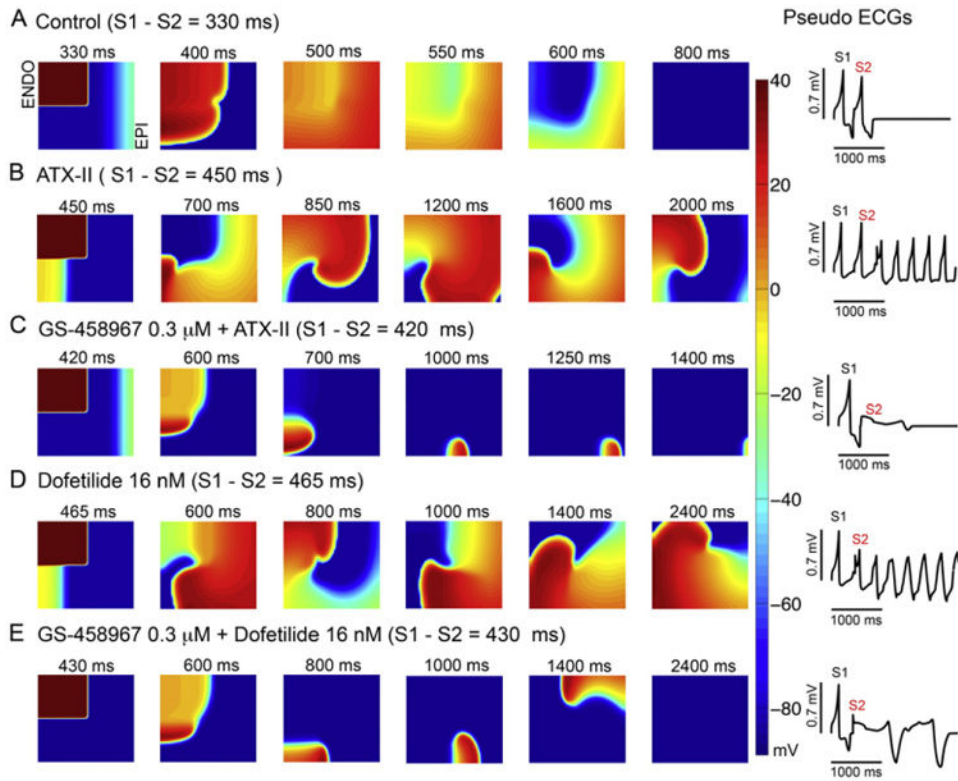 A Control (S1 - S2 = 330 ms)
Pseudo ECGs
330 ms 400 ms 500 ms 550 ms 600 ms 800 ms
ENDO
EPI
40
20
0
−20
−40
−60
−80
mV
S1
S2
0.7 mV
1000 ms
B ATX-II ( S1 - S2 = 450 ms )
450 ms 700 ms 850 ms 1200 ms 1600 ms 2000 ms
S1
S2
0.7 mV
1000 ms
C GS-458967 0.3 μM + ATX-II (S1 - S2 = 420 ms)
420 ms 600 ms 700 ms 1000 ms 1250 ms 1400 ms
S1
S2
0.7 mV
1000 ms
D Dofetilide 16 nM (S1 - S2 = 465 ms)
465 ms 600 ms 800 ms 1000 ms 1400 ms 2400 ms
S1
S2
0.7 mV
1000 ms
E GS-458967 0.3 μM + Dofetilide 16 nM (S1 - S2 = 430 ms)
430 ms 600 ms 800 ms 1000 ms 1400 ms 2400 ms
S1
S2
0.7 mV
1000 ms